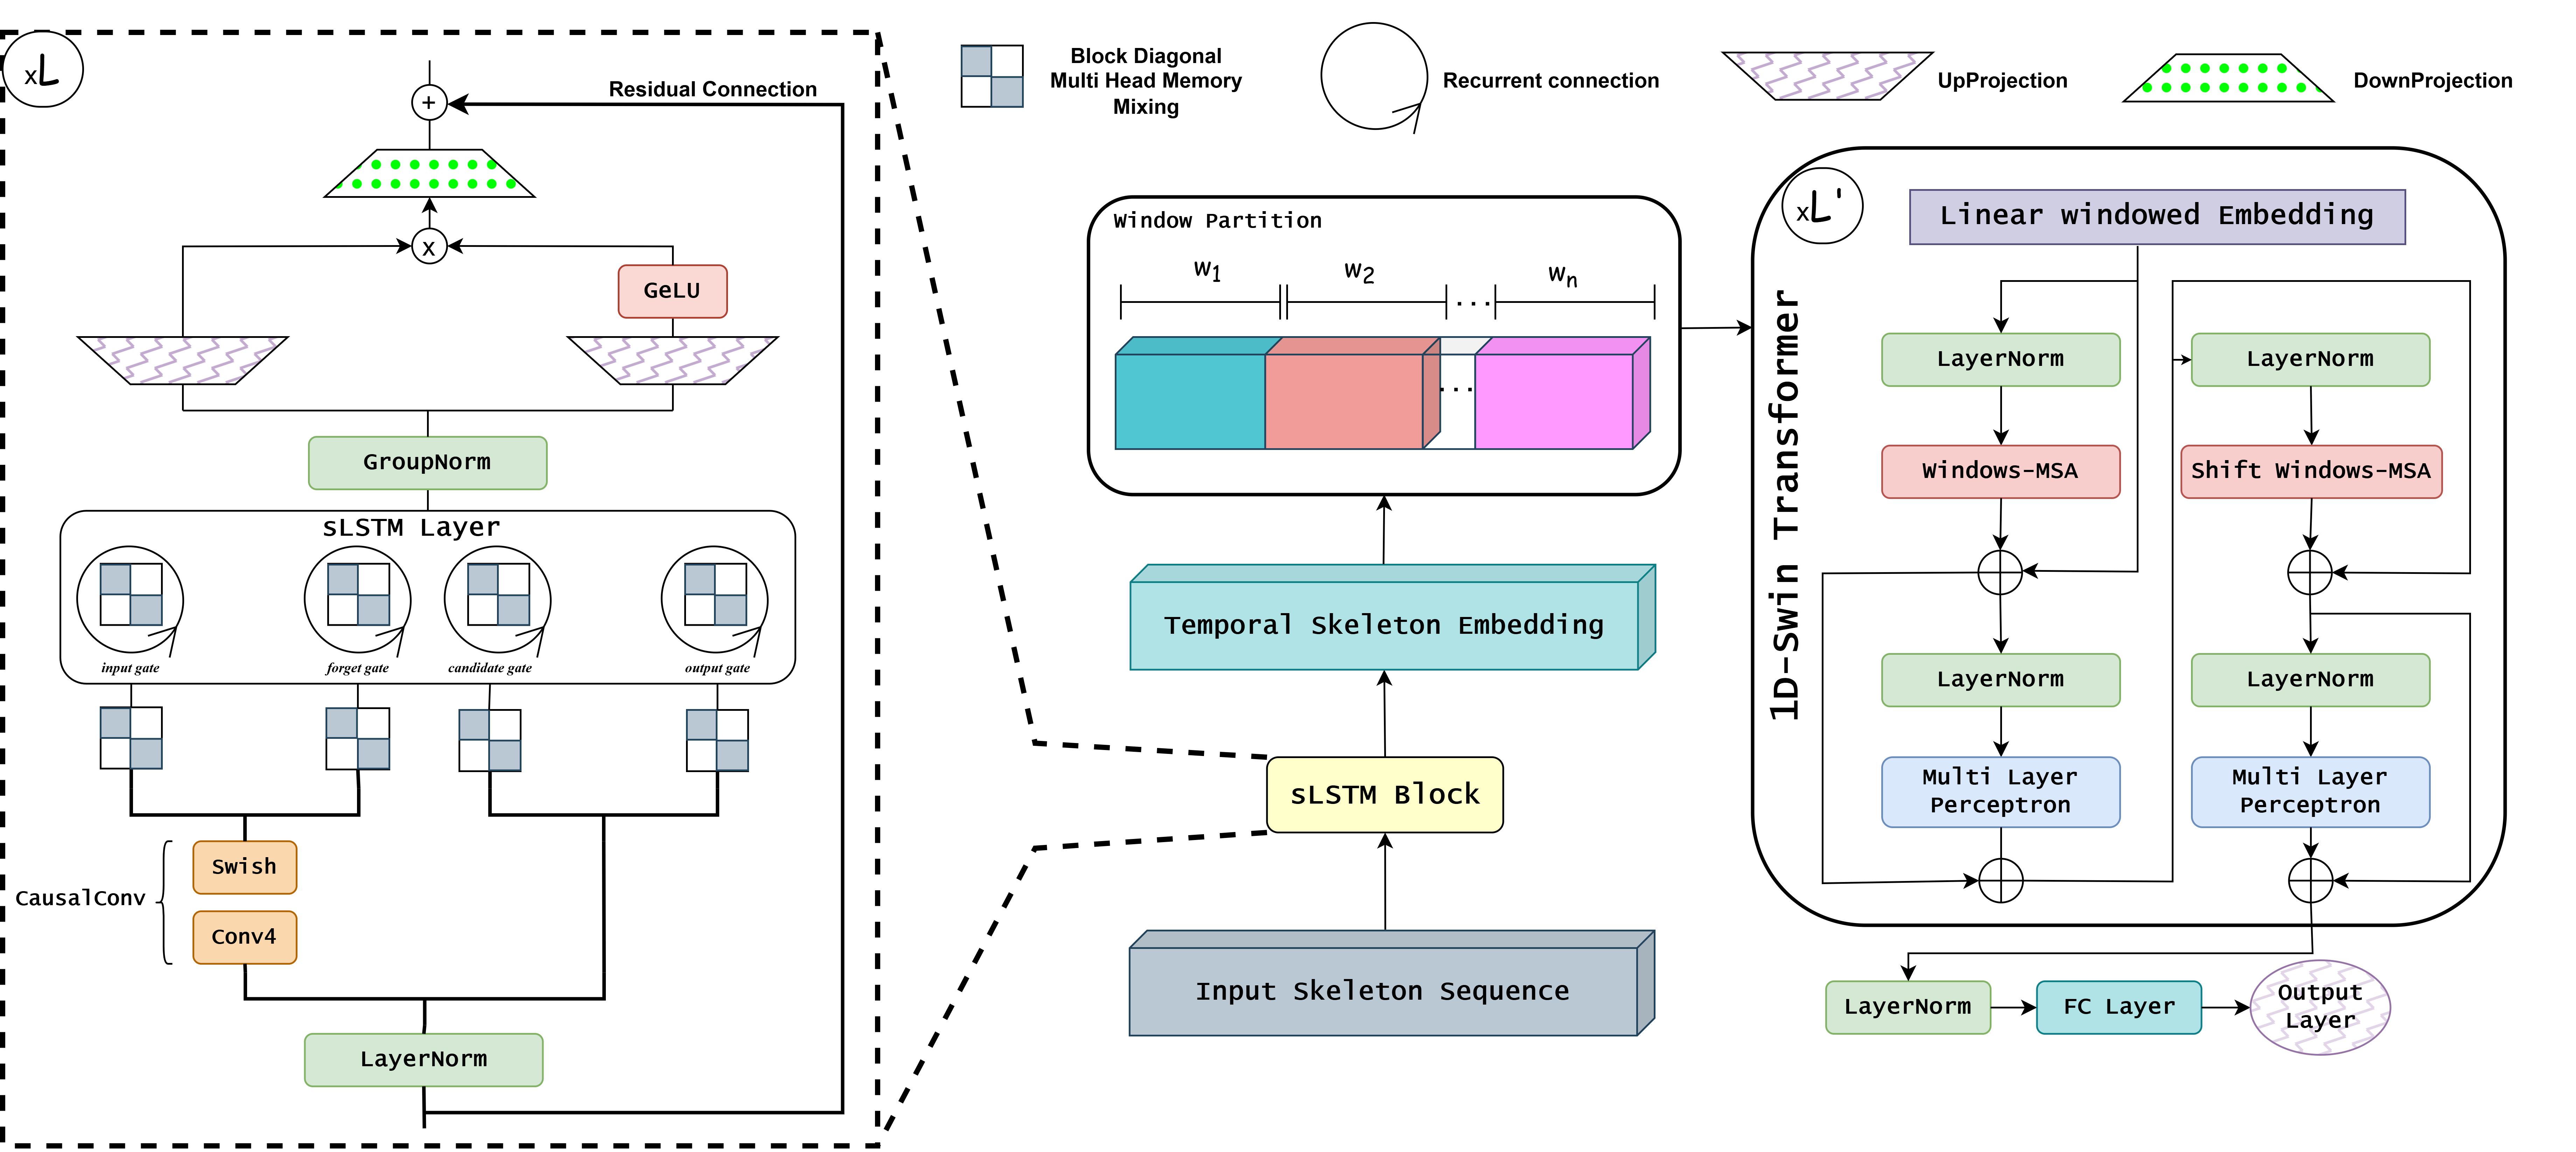 xL
Residual Connection
+
x
GeLU
GroupNorm
sLSTM Layer
input gate
forget gate
candidate gate
output gate
Swish
CausalConv
Conv4
LayerNorm
Block Diagonal
Multi Head Memory
Mixing
Recurrent connection
UpProjection
DownProjection
Window Partition
w1
w2
...
wn
...
Temporal Skeleton Embedding
sLSTM Block
Input Skeleton Sequence
xL'
1D-Swin Transformer
Linear windowed Embedding
LayerNorm
LayerNorm
Windows-MSA
Shift Windows-MSA
LayerNorm
LayerNorm
Multi Layer
Perceptron
Multi Layer
Perceptron
LayerNorm
FC Layer
Output
Layer